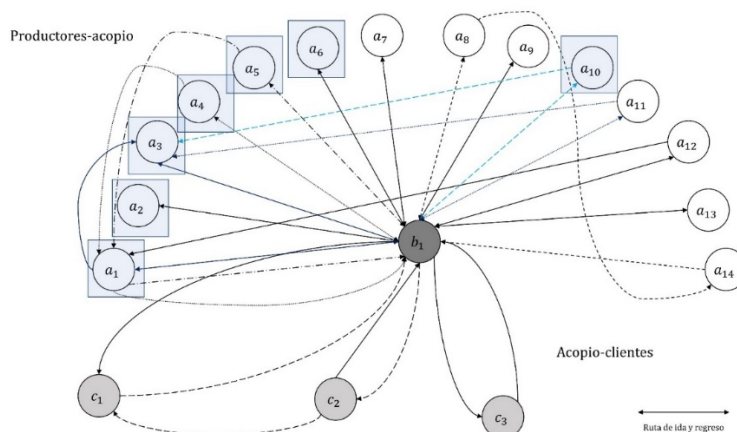 Productores-acopio
a₇
a₈
a₆
a₉
a₅
a₁₀
a₄
a₁₁
a₃
a₁₂
a₂
a₁₃
b₁
a₁
a₁₄
Acopio-clientes
c₁
c₂
c₃
Ruta de ida y regreso